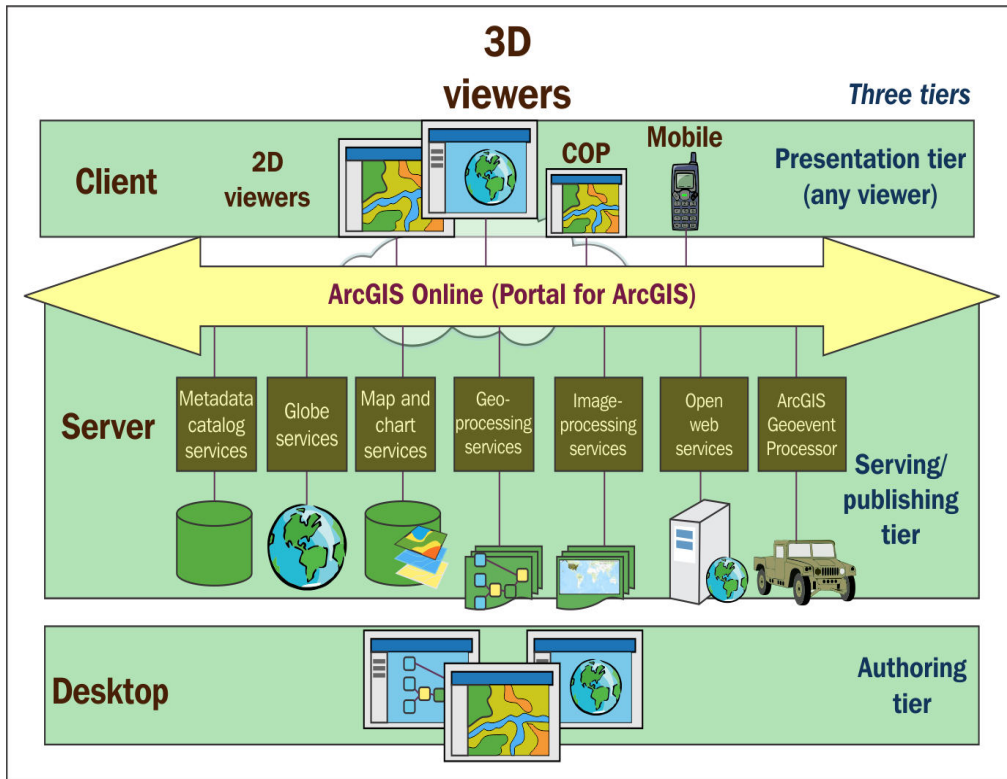 3D
viewers
Three tiers
Client
2D
viewers
COP
Mobile
Presentation tier
(any viewer)
ArcGIS Online (Portal for ArcGIS)
Server
Metadata
catalog
services
Globe
services
Map and
chart
services
Geo-
processing
services
Image-
processing
services
Open
web
services
ArcGIS
Geoevent
Processor
Serving/
publishing
tier
Desktop
Authoring
tier